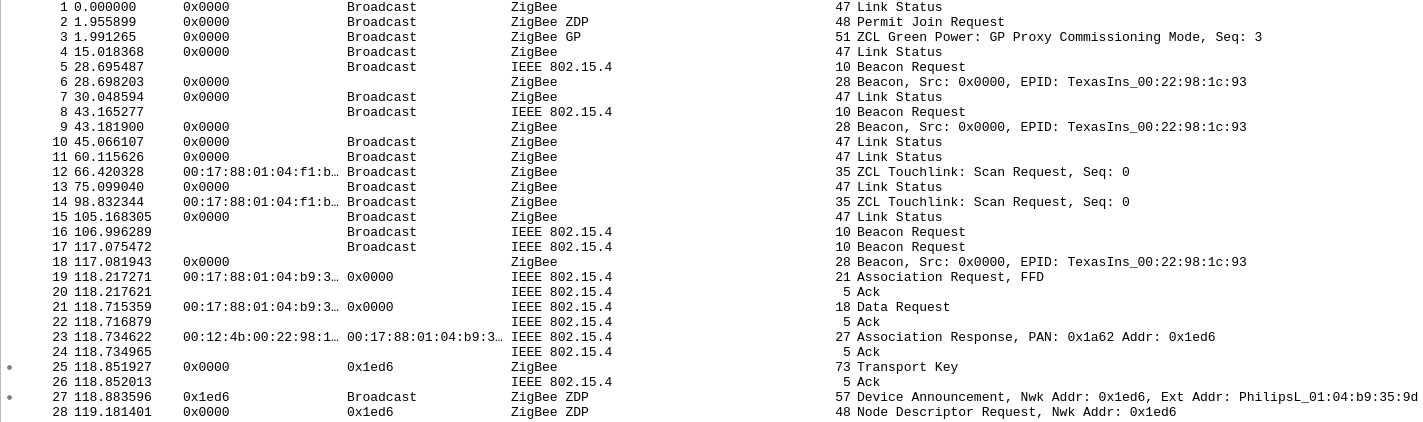 1 0.000000 0x0000 Broadcast ZigBee 47 Link Status
2 1.955899 0x0000 Broadcast ZigBee ZDP 48 Permit Join Request
3 1.991265 0x0000 Broadcast ZigBee GP 51 ZCL Green Power: GP Proxy Commissioning Mode, Seq: 3
4 15.018368 0x0000 Broadcast ZigBee 47 Link Status
5 28.695487 Broadcast IEEE 802.15.4 10 Beacon Request
6 28.698203 0x0000 ZigBee 28 Beacon, Src: 0x0000, EPID: TexasIns_00:22:98:1c:93
7 30.048594 0x0000 Broadcast ZigBee 47 Link Status
8 43.165277 Broadcast IEEE 802.15.4 10 Beacon Request
9 43.181900 0x0000 ZigBee 28 Beacon, Src: 0x0000, EPID: TexasIns_00:22:98:1c:93
10 45.066107 0x0000 Broadcast ZigBee 47 Link Status
11 60.115626 0x0000 Broadcast ZigBee 47 Link Status
12 66.420328 00:17:88:01:04:f1:b… Broadcast ZigBee 35 ZCL Touchlink: Scan Request, Seq: 0
13 75.099040 0x0000 Broadcast ZigBee 47 Link Status
14 98.832344 00:17:88:01:04:f1:b… Broadcast ZigBee 35 ZCL Touchlink: Scan Request, Seq: 0
15 105.168305 0x0000 Broadcast ZigBee 47 Link Status
16 106.996289 Broadcast IEEE 802.15.4 10 Beacon Request
17 117.075472 Broadcast IEEE 802.15.4 10 Beacon Request
18 117.081943 0x0000 ZigBee 28 Beacon, Src: 0x0000, EPID: TexasIns_00:22:98:1c:93
19 118.217271 00:17:88:01:04:b9:3… 0x0000 IEEE 802.15.4 21 Association Request, FFD
20 118.217621 IEEE 802.15.4 5 Ack
21 118.715359 00:17:88:01:04:b9:3… 0x0000 IEEE 802.15.4 18 Data Request
22 118.716879 IEEE 802.15.4 5 Ack
23 118.734622 00:12:4b:00:22:98:1… 00:17:88:01:04:b9:3… IEEE 802.15.4 27 Association Response, PAN: 0x1a62 Addr: 0x1ed6
24 118.734965 IEEE 802.15.4 5 Ack
25 118.851927 0x0000 0x1ed6 ZigBee 73 Transport Key
26 118.852013 IEEE 802.15.4 5 Ack
27 118.883596 0x1ed6 Broadcast ZigBee ZDP 57 Device Announcement, Nwk Addr: 0x1ed6, Ext Addr: PhilipsL_01:04:b9:35:9d
28 119.181401 0x0000 0x1ed6 ZigBee ZDP 48 Node Descriptor Request, Nwk Addr: 0x1ed6